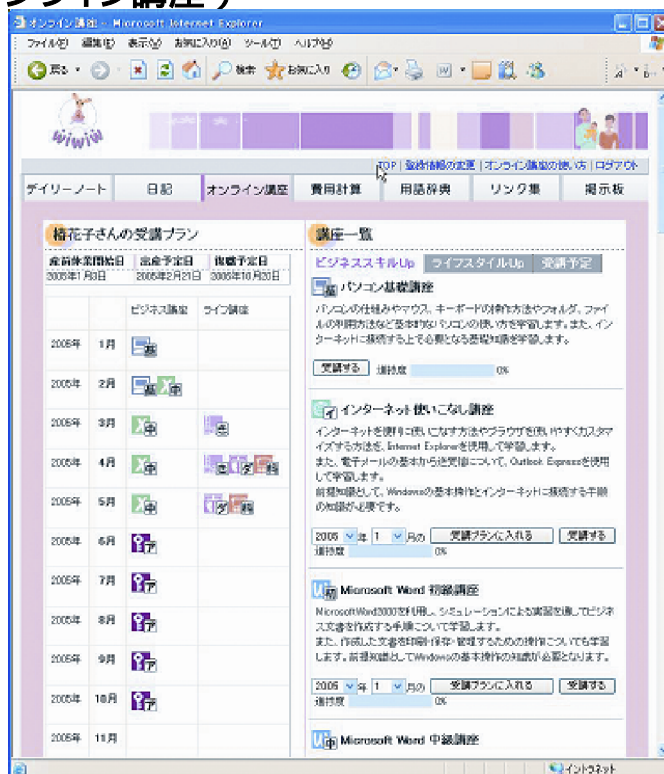 ライン講座
オンライン講座 - Microsoft Internet Explorer
ファイル(F) 編集(E) 表示(V) お気に入り(A) ツール(T) ヘルプ(H)
戻る 検索 お気に入り
wiwiw
TOP | 登録情報の変更 | オンライン講座の使い方 | ログアウト
デイリーノート 日記 オンライン講座 費用計算 用語辞典 リンク集 掲示板
椿花子さんの受講プラン
産前休業開始日 出産予定日 復職予定日
2005年2月21日 2005年10月20日
ビジネス講座 ライフ講座
2005年 1月 基
2005年 2月 基 中
2005年 3月 中
2005年 4月 中 ダ
2005年 5月 中 ダ
2005年 6月 ア
2005年 7月 ア
2005年 8月 ア
2005年 9月 ア
2005年 10月 ア
2005年 11月
講座一覧
ビジネススキルUp ライフスタイルUp 受講予定
基 パソコン基礎講座
パソコンの仕組みやマウス、キーボードの操作方法やフォルダ、ファイ
ルの利用方法など基本的なパソコンの使い方を学習します。また、イン
ターネットに接続する上で必要となる基礎知識を学習します。
受講する 進捗度 0%
イ インターネット使いこなし講座
インターネットを便利に使いこなす方法やブラウザを使いやすくカスタマ
イズする方法を、Internet Explorerを使用して学習します。
また、電子メールの基本から送受信について、Outlook Expressを使用
して学習します。
前提知識として、Windowsの基本操作とインターネットに接続する手順
の知識が必要です。
2005 年 1 月の 受講プランに入れる 受講する
進捗度 0%
初 Microsoft Word 初級講座
MicrosoftWord2000を利用し、シミュレーションによる実習を通してビジネ
ス文書を作成する手順について学習します。
また、作成した文書を印刷・保存・管理するための操作についても学習
します。前提知識としてWindowsの基本操作の知識が必要となります。
2005 年 1 月の 受講プランに入れる 受講する
進捗度 0%
中 Microsoft Word 中級講座
イントラネット